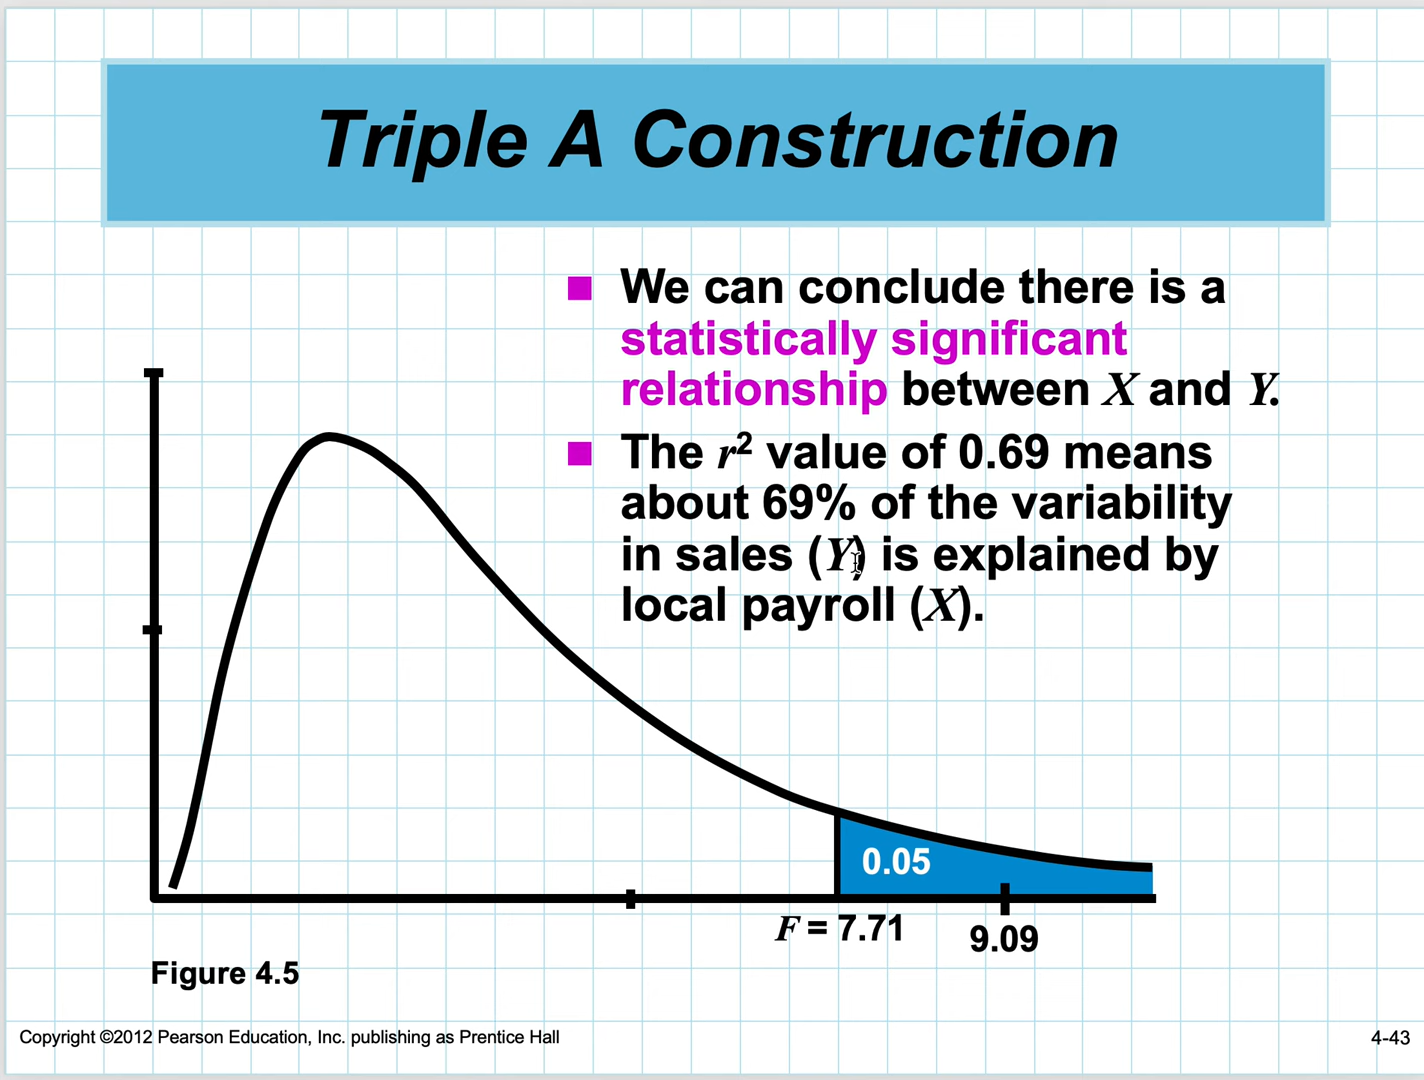 Triple A Construction
We can conclude there is a
statistically significant
relationship between X and Y.
The r² value of 0.69 means
about 69% of the variability
in sales (Y) is explained by
local payroll (X).
0.05
F = 7.71
9.09
Figure 4.5
Copyright ©2012 Pearson Education, Inc. publishing as Prentice Hall
4-43